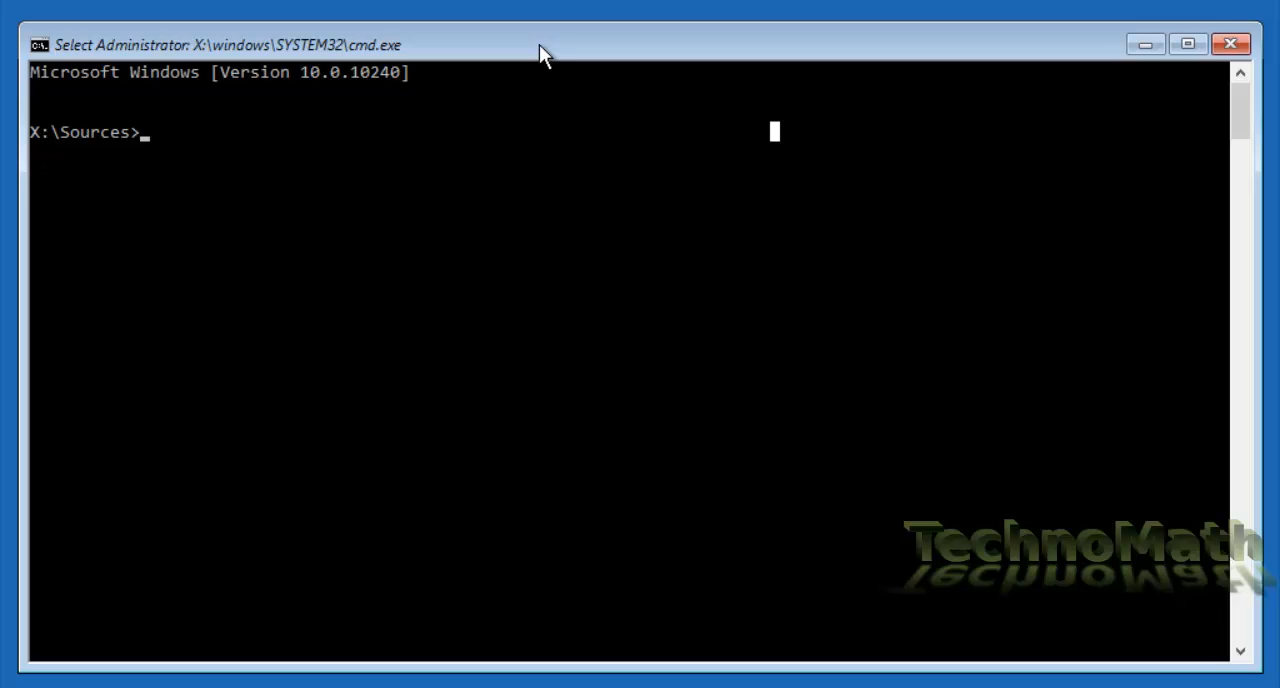 Select Administrator: X:\windows\SYSTEM32\cmd.exe
Microsoft Windows [Version 10.0.10240]
X:\Sources>
TechnoMath